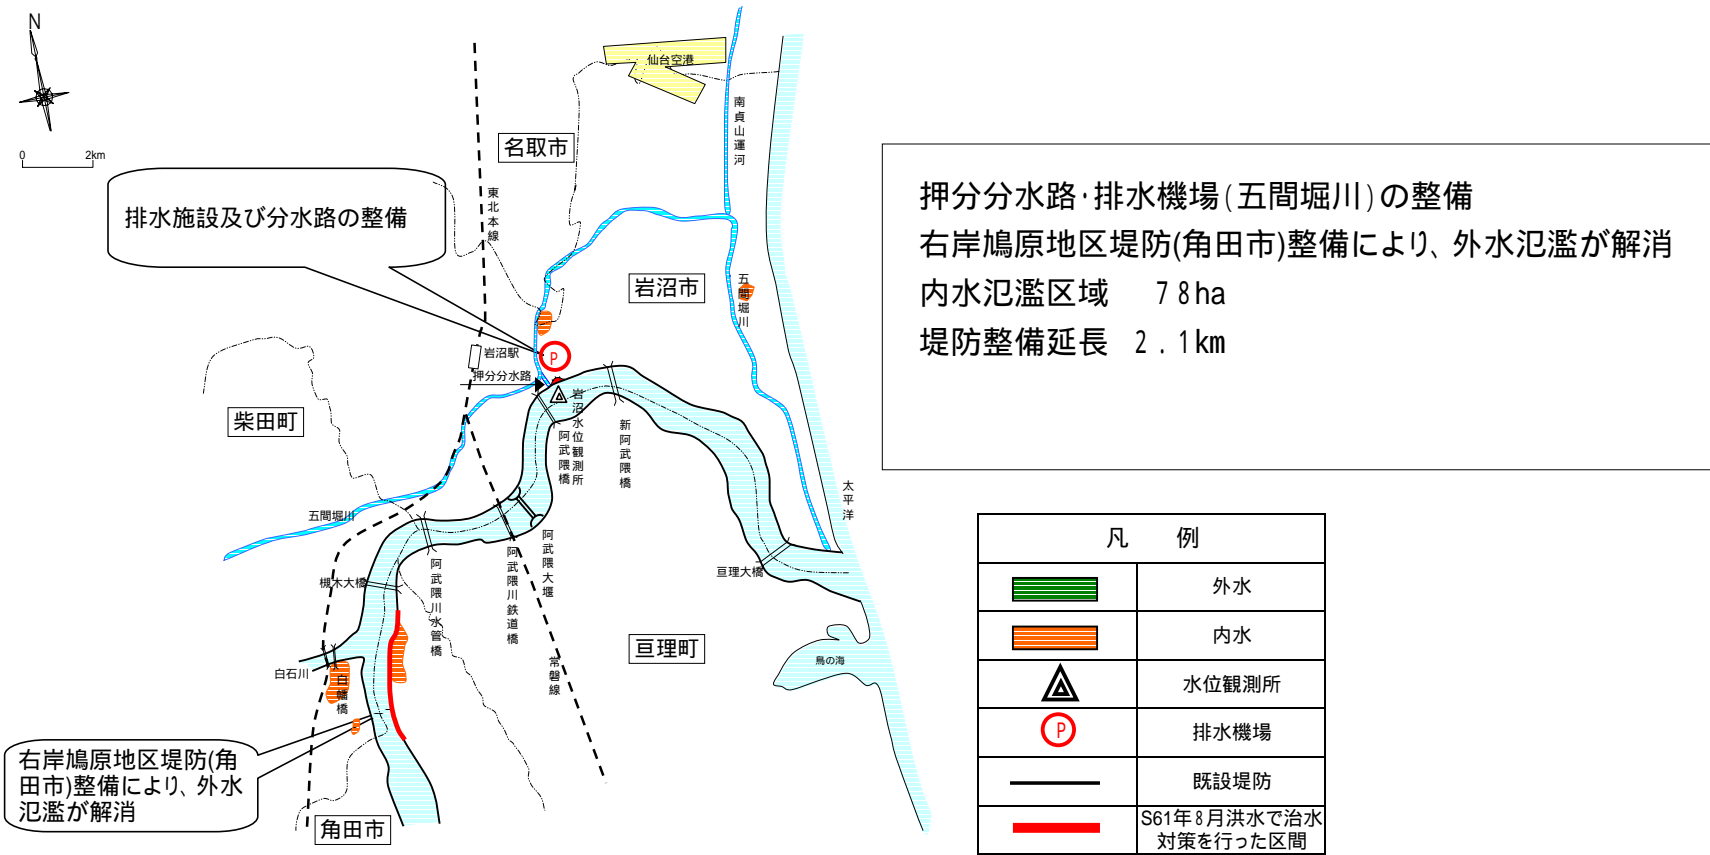 N
0 2km
仙台空港
南貞山運河
名取市
東北本線
排水施設及び分水路の整備
岩沼市
五間堀川
岩沼駅
P
押分分水路
岩沼水位観測所
阿武隈橋
新阿武隈橋
柴田町
太平洋
五間堀川
阿武隈大堰
阿武隈川鉄道橋
阿武隈川水管橋
槻木大橋
亘理大橋
亘理町
鳥の海
常磐線
白石川
白幡橋
右岸鳩原地区堤防(角
田市)整備により、外水
氾濫が解消
角田市
押分分水路・排水機場(五間堀川)の整備
右岸鳩原地区堤防(角田市)整備により、外水氾濫が解消
内水氾濫区域 78ha
堤防整備延長 2.1km
凡 例
外水
内水
水位観測所
P 排水機場
既設堤防
S61年8月洪水で治水
対策を行った区間